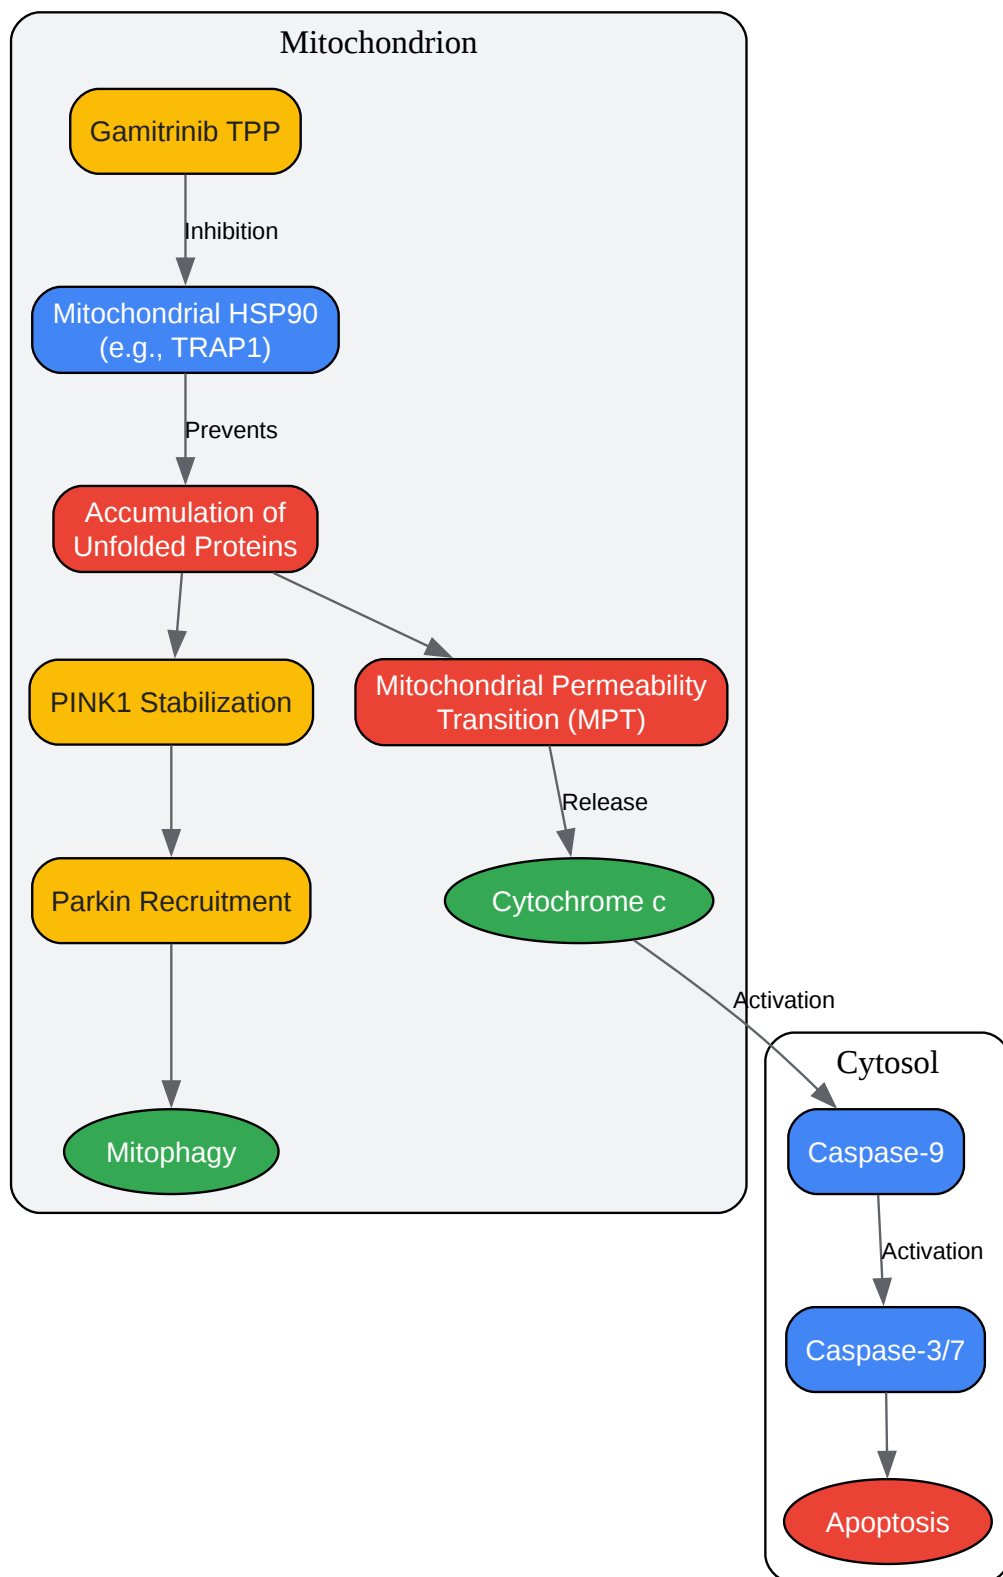 Mitochondrion
Gamitrinib TPP
Inhibition
Mitochondrial HSP90
(e.g., TRAP1)
Prevents
Accumulation of
Unfolded Proteins
PINK1 Stabilization
Mitochondrial Permeability
Transition (MPT)
Release
Parkin Recruitment
Cytochrome c
Activation
Cytosol
Mitophagy
Caspase-9
Activation
Caspase-3/7
Apoptosis